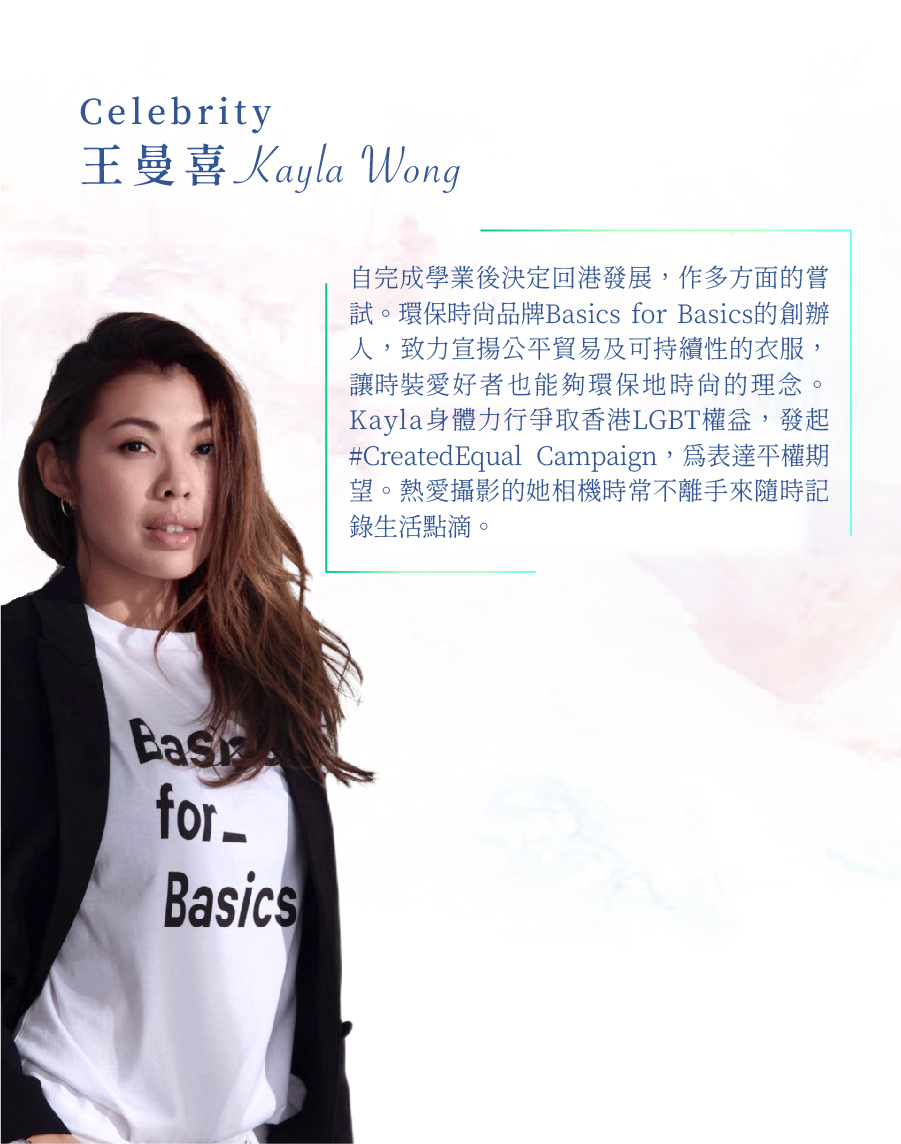 Celebrity
王曼喜 Kayla Wong
自完成學業後決定回港發展，作多方面的嘗
試。環保時尚品牌Basics for Basics的創辦
人，致力宣揚公平貿易及可持續性的衣服，
讓時裝愛好者也能夠環保地時尚的理念。
Kayla身體力行爭取香港LGBT權益，發起
#CreatedEqual Campaign，為表達平權期
望。熱愛攝影的她相機時常不離手來隨時記
錄生活點滴。
Basics
for_
Basics